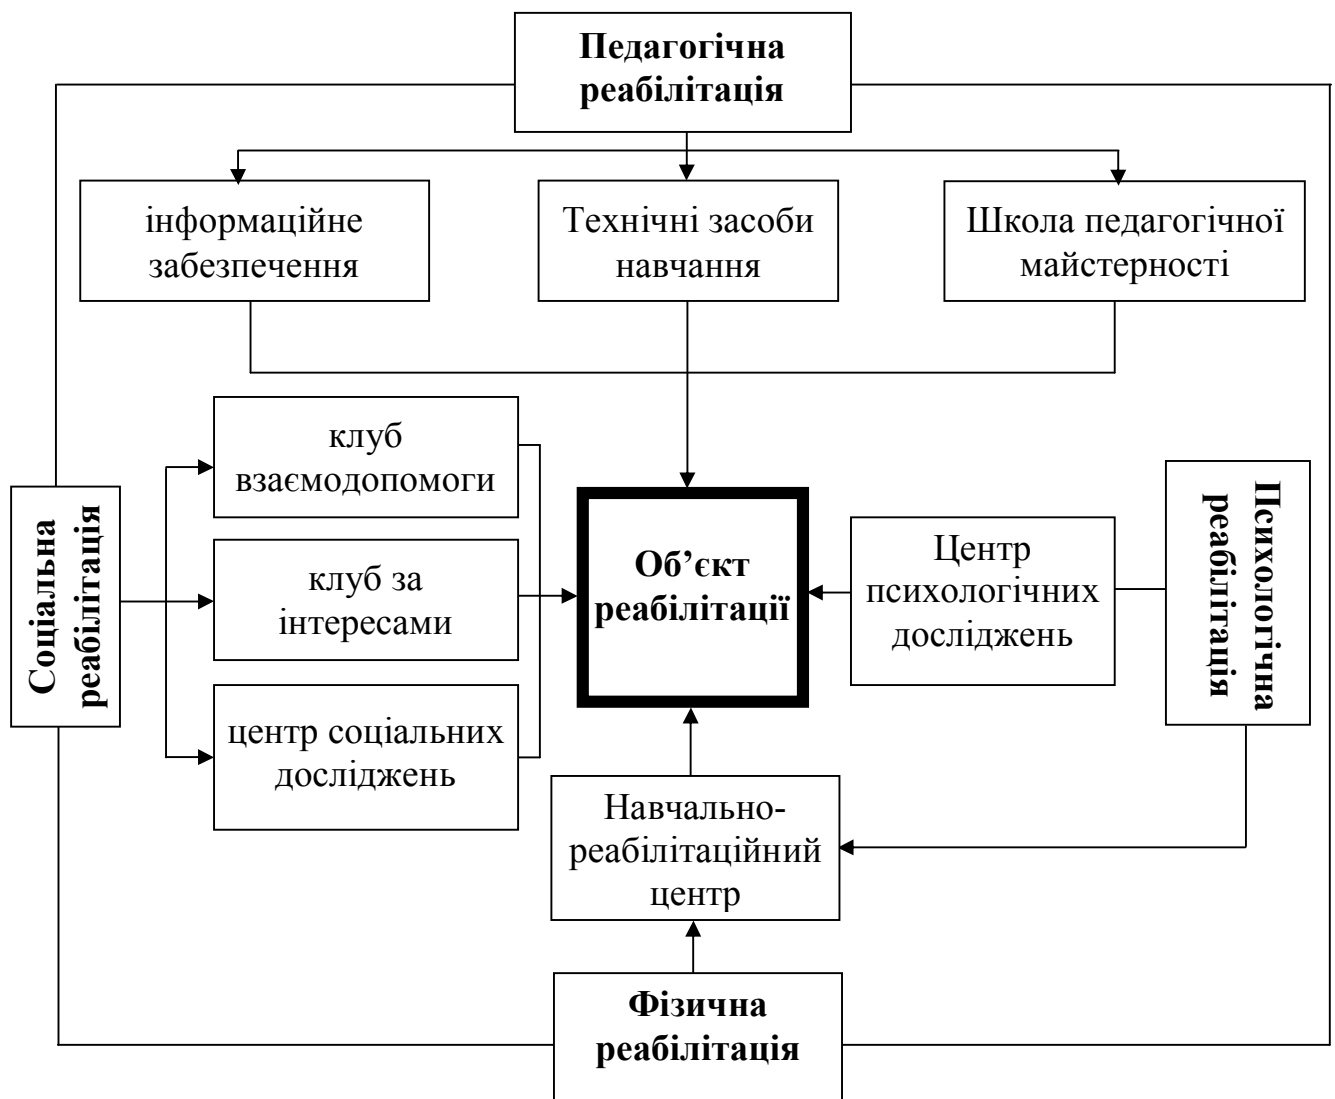 Педагогічна
реабілітація
інформаційне
забезпечення
Технічні засоби
навчання
Школа педагогічної
майстерності
клуб
взаємодопомоги
Соціальна
реабілітація
клуб за
інтересами
центр соціальних
досліджень
Об’єкт
реабілітації
Центр
психологічних
досліджень
Психологічна
реабілітація
Навчально-
реабілітаційний
центр
Фізична
реабілітація